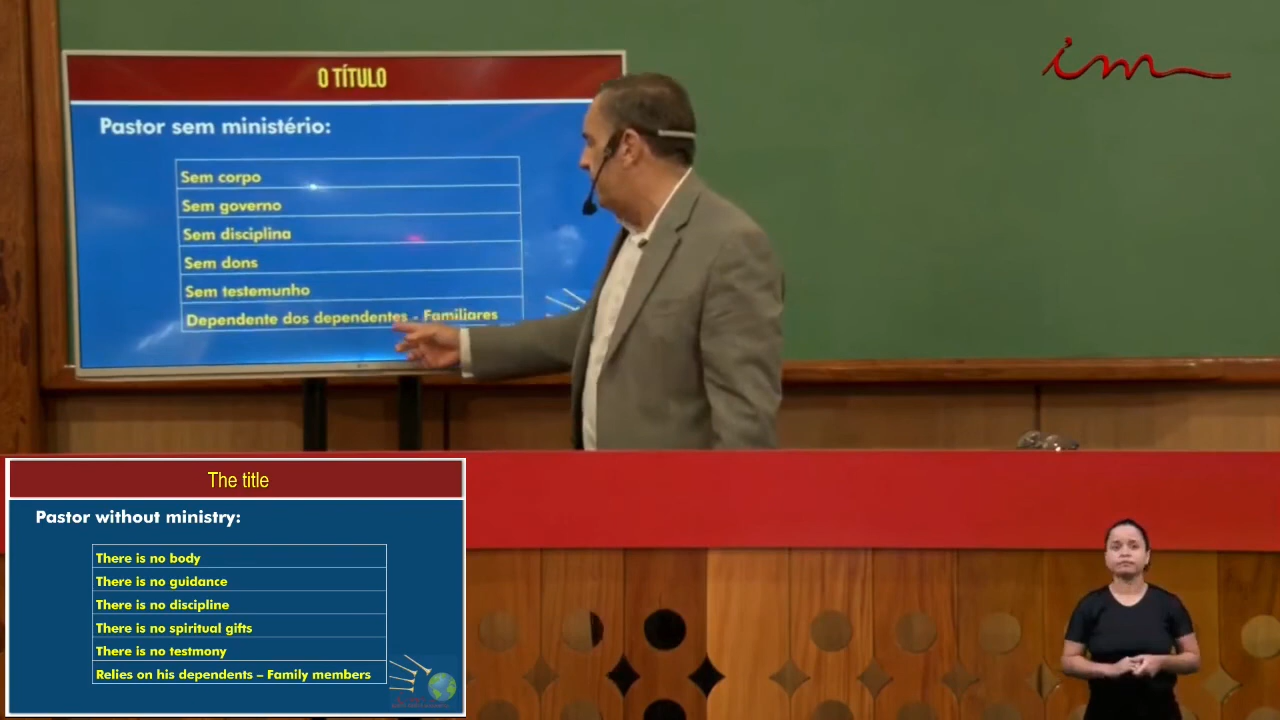 O TÍTULO
im
Pastor sem ministério:
Sem corpo
Sem governo
Sem disciplina
Sem dons
Sem testemunho
Dependente dos dependentes - Familiares
The title
Pastor without ministry:
There is no body
There is no guidance
There is no discipline
There is no spiritual gifts
There is no testmony
Relies on his dependents – Family members